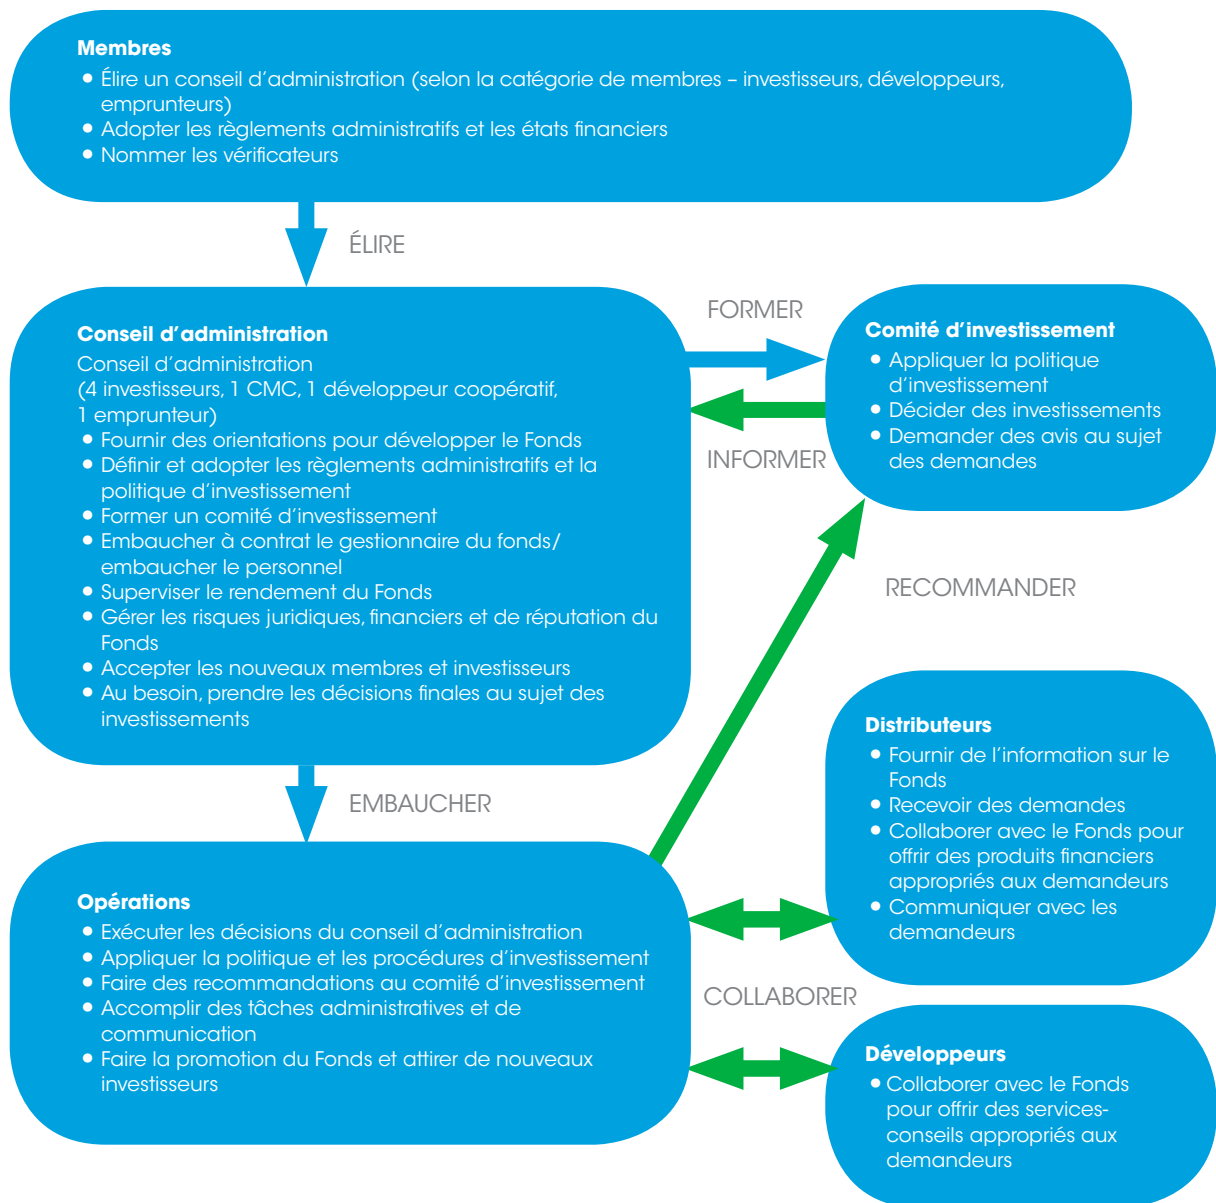 Membres
• Élire un conseil d’administration (selon la catégorie de membres – investisseurs, développeurs,
emprunteurs)
• Adopter les règlements administratifs et les états financiers
• Nommer les vérificateurs
ÉLIRE
Conseil d’administration
Conseil d’administration
(4 investisseurs, 1 CMC, 1 développeur coopératif,
1 emprunteur)
• Fournir des orientations pour développer le Fonds
• Définir et adopter les règlements administratifs et la
politique d’investissement
• Former un comité d’investissement
• Embaucher à contrat le gestionnaire du fonds/
embaucher le personnel
• Superviser le rendement du Fonds
• Gérer les risques juridiques, financiers et de réputation du
Fonds
• Accepter les nouveaux membres et investisseurs
• Au besoin, prendre les décisions finales au sujet des
investissements
FORMER
INFORMER
Comité d’investissement
• Appliquer la politique
d’investissement
• Décider des investissements
• Demander des avis au sujet
des demandes
RECOMMANDER
EMBAUCHER
Opérations
• Exécuter les décisions du conseil d’administration
• Appliquer la politique et les procédures d’investissement
• Faire des recommandations au comité d’investissement
• Accomplir des tâches administratives et de
communication
• Faire la promotion du Fonds et attirer de nouveaux
investisseurs
Distributeurs
• Fournir de l’information sur le
Fonds
• Recevoir des demandes
• Collaborer avec le Fonds pour
offrir des produits financiers
appropriés aux demandeurs
• Communiquer avec les
demandeurs
COLLABORER
Développeurs
• Collaborer avec le Fonds
pour offrir des services-
conseils appropriés aux
demandeurs